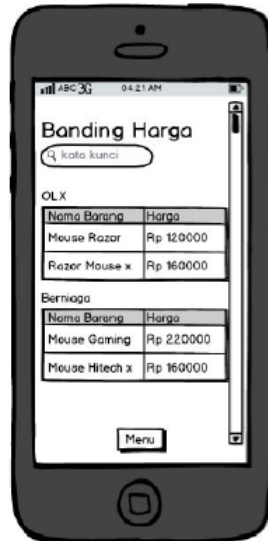 ABC 3G 04:21 AM
Banding Harga
kata kunci
OLX
Nama Barang Harga
Mouse Razor Rp 120000
Razor Mouse x Rp 160000
Berniaga
Nama Barang Harga
Mouse Gaming Rp 220000
Mouse Hitech x Rp 160000
Menu